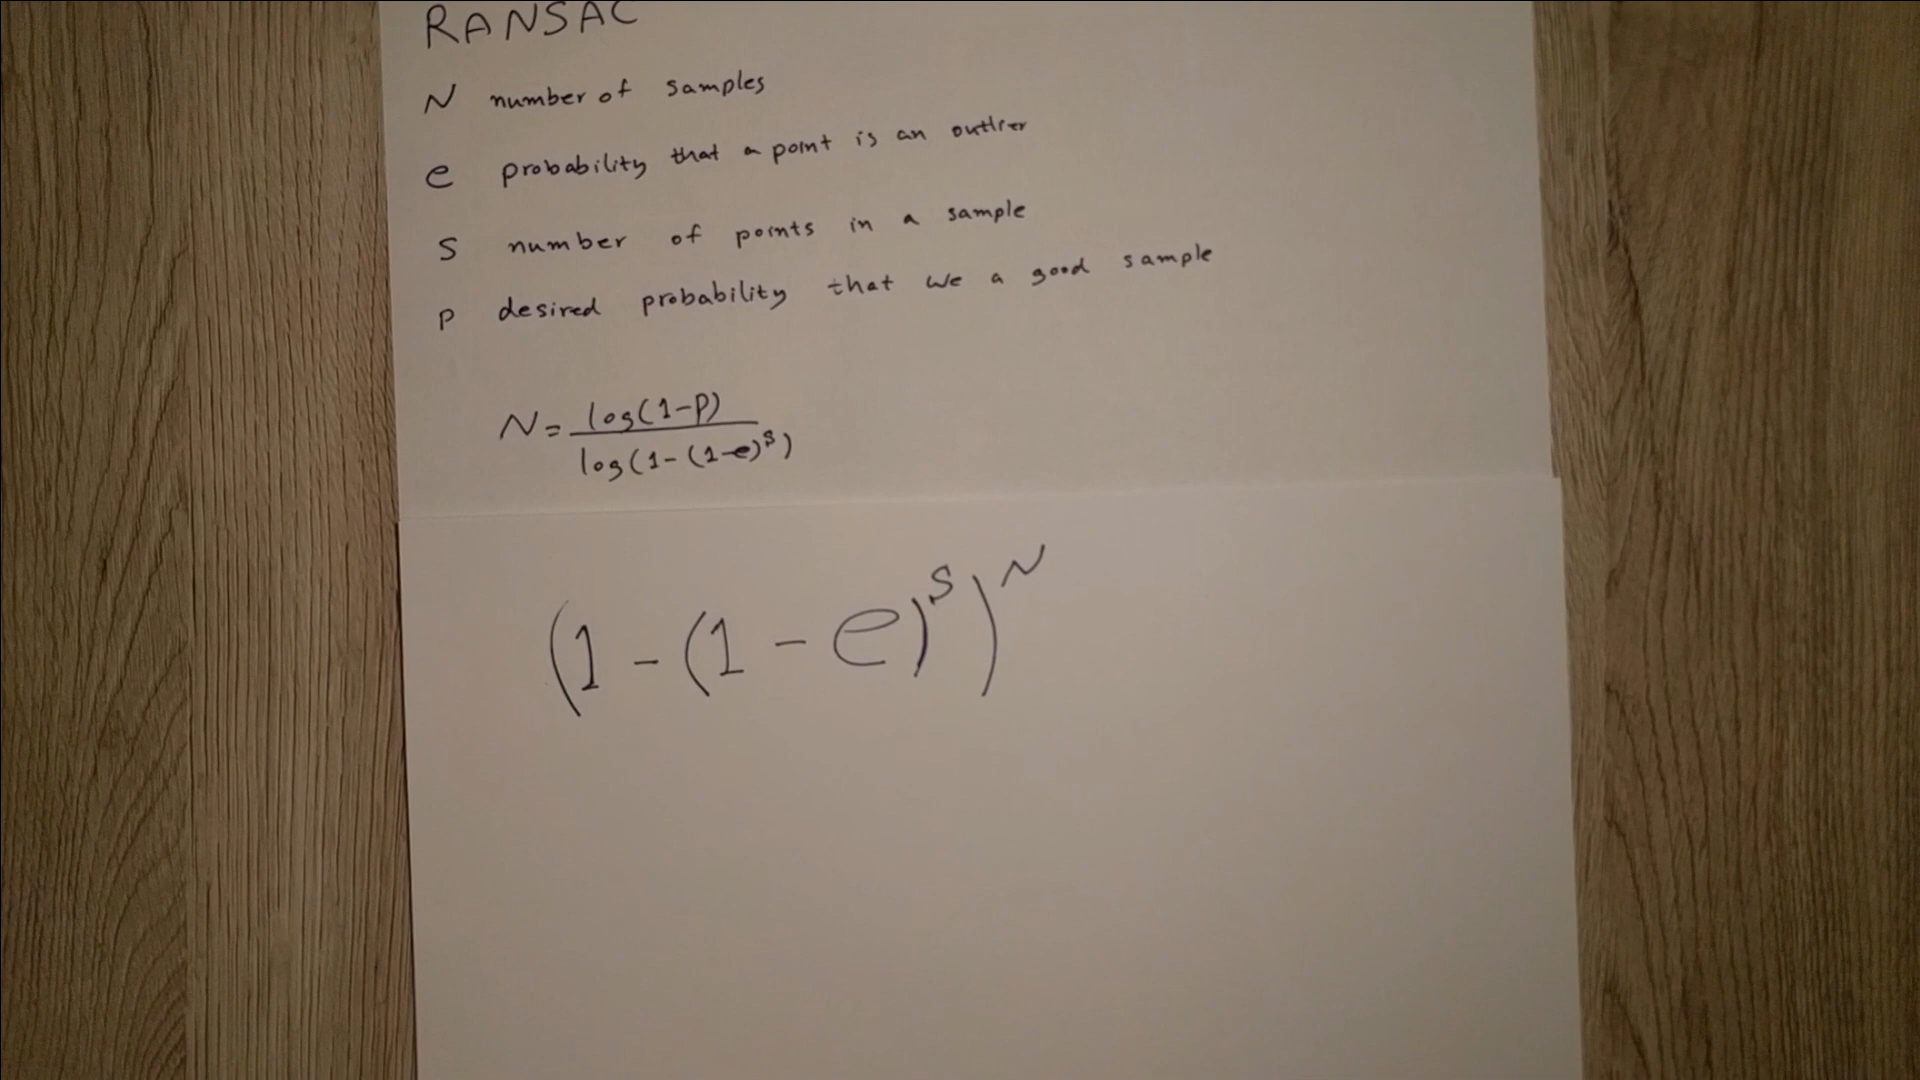 RANSAC
N number of samples
e probability that a point is an outlier
S number of points in a sample
p desired probability that we a good sample
N = log(1-p) / log(1-(1-e)^s)
(1 - (1 - e)^s)^N